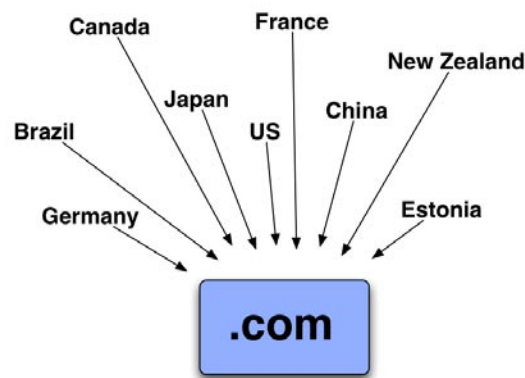 France
Canada
New Zealand
Japan
China
US
Brazil
Estonia
Germany
.com